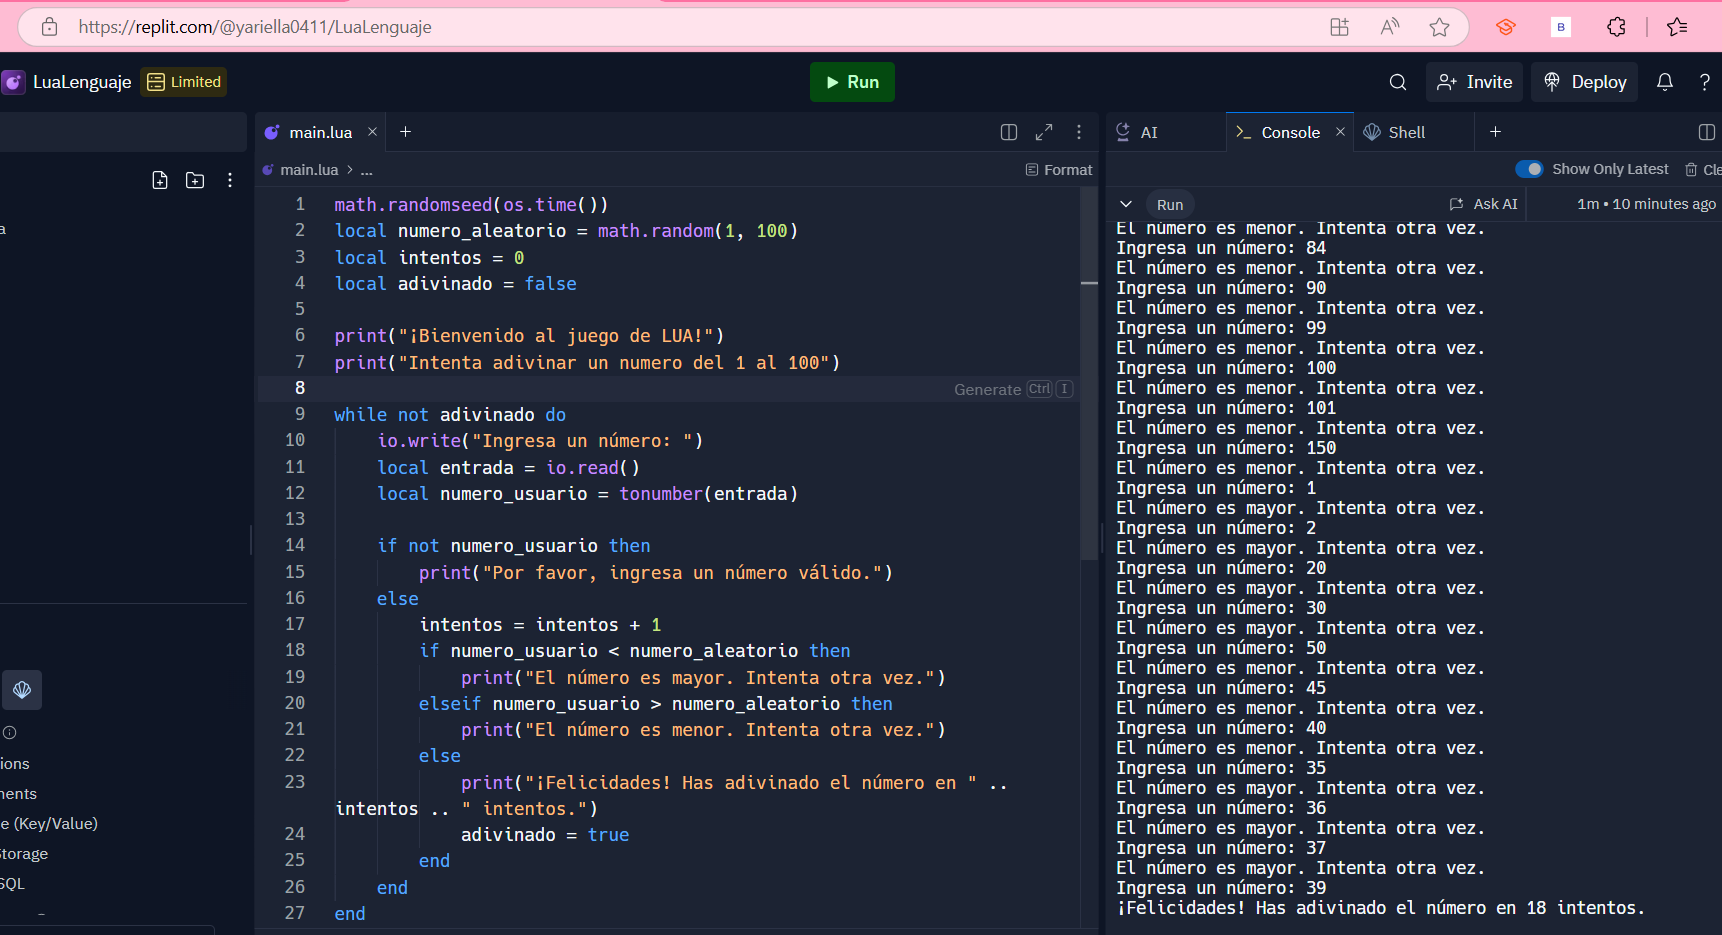 https://replit.com/@yariella0411/LuaLenguaje
LuaLenguaje
Limited
Run
Invite
Deploy
main.lua
main.lua > ...
Format
1 math.randomseed(os.time())
2 local numero_aleatorio = math.random(1, 100)
3 local intentos = 0
4 local adivinado = false
5
6 print("¡Bienvenido al juego de LUA!")
7 print("Intenta adivinar un numero del 1 al 100")
8 Generate Ctrl I
9 while not adivinado do
10 io.write("Ingresa un número: ")
11 local entrada = io.read()
12 local numero_usuario = tonumber(entrada)
13
14 if not numero_usuario then
15 print("Por favor, ingresa un número válido.")
16 else
17 intentos = intentos + 1
18 if numero_usuario < numero_aleatorio then
19 print("El número es mayor. Intenta otra vez.")
20 elseif numero_usuario > numero_aleatorio then
21 print("El número es menor. Intenta otra vez.")
22 else
23 print("¡Felicidades! Has adivinado el número en " ..
intentos .. " intentos.")
24 adivinado = true
25 end
26 end
27 end
AI
Console
Shell
Show Only Latest
Cle
Run
Ask AI
1m • 10 minutes ago
El número es menor. Intenta otra vez.
Ingresa un número: 84
El número es menor. Intenta otra vez.
Ingresa un número: 90
El número es menor. Intenta otra vez.
Ingresa un número: 99
El número es menor. Intenta otra vez.
Ingresa un número: 100
El número es menor. Intenta otra vez.
Ingresa un número: 101
El número es menor. Intenta otra vez.
Ingresa un número: 150
El número es menor. Intenta otra vez.
Ingresa un número: 1
El número es mayor. Intenta otra vez.
Ingresa un número: 2
El número es mayor. Intenta otra vez.
Ingresa un número: 20
El número es mayor. Intenta otra vez.
Ingresa un número: 30
El número es mayor. Intenta otra vez.
Ingresa un número: 50
El número es menor. Intenta otra vez.
Ingresa un número: 45
El número es menor. Intenta otra vez.
Ingresa un número: 40
El número es menor. Intenta otra vez.
Ingresa un número: 35
El número es mayor. Intenta otra vez.
Ingresa un número: 36
El número es mayor. Intenta otra vez.
Ingresa un número: 37
El número es mayor. Intenta otra vez.
Ingresa un número: 39
¡Felicidades! Has adivinado el número en 18 intentos.
a
ions
nents
e (Key/Value)
Storage
SQL